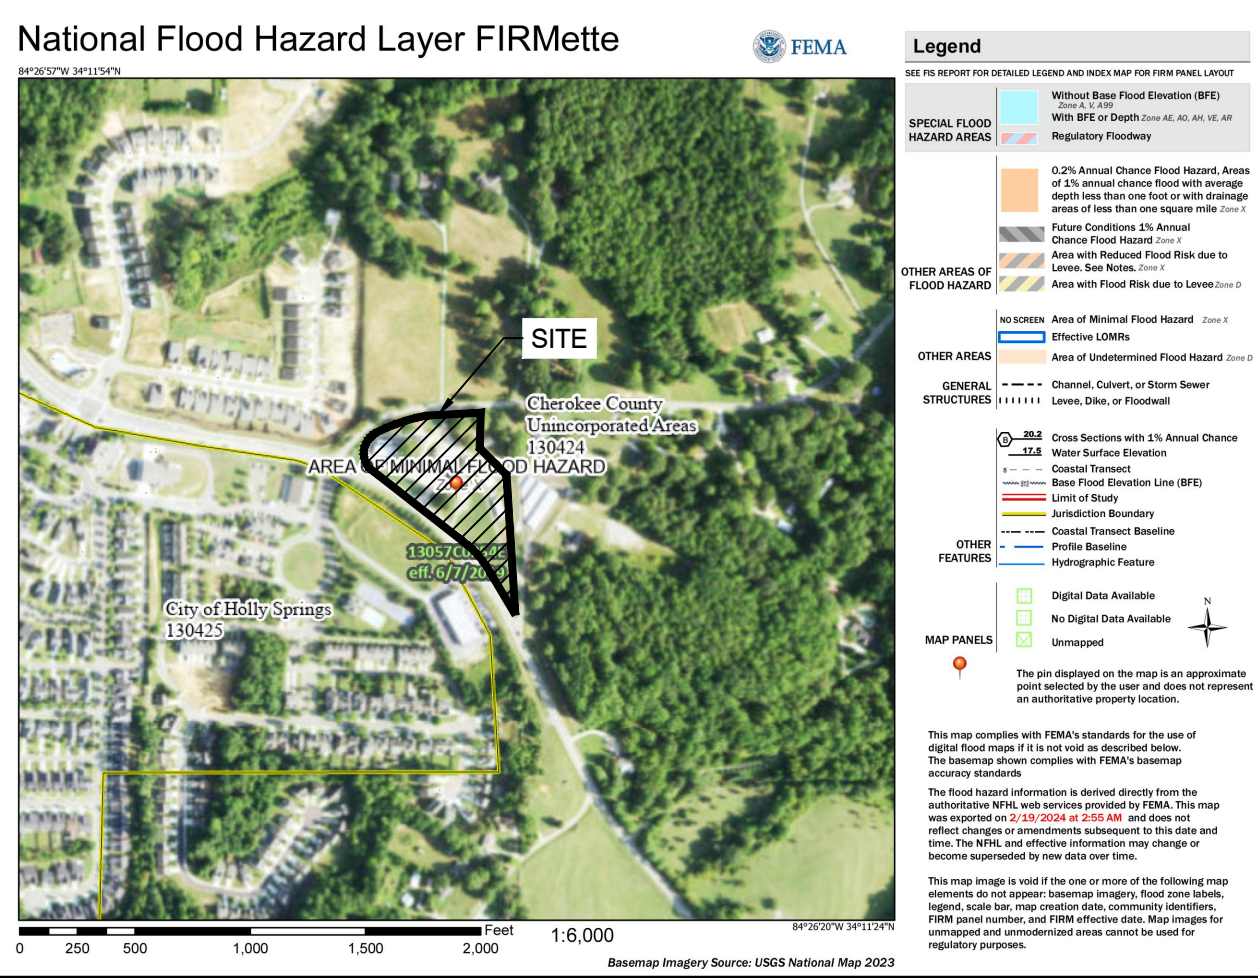 National Flood Hazard Layer FIRMette
FEMA
84°26'57"W 34°11'54"N
SITE
Cherokee County
Unincorporated Areas
130424
AREA OF MINIMAL FLOOD HAZARD
eff. 6/7/2019
City of Holly Springs
130425
Feet
0 250 500 1,000 1,500 2,000
1:6,000
84°26'20"W 34°11'24"N
Basemap Imagery Source: USGS National Map 2023
Legend
SEE FIS REPORT FOR DETAILED LEGEND AND INDEX MAP FOR FIRM PANEL LAYOUT
SPECIAL FLOOD
HAZARD AREAS
Without Base Flood Elevation (BFE)
Zone A, V, A99
With BFE or Depth Zone AE, AO, AH, VE, AR
Regulatory Floodway
OTHER AREAS OF
FLOOD HAZARD
0.2% Annual Chance Flood Hazard, Areas
of 1% annual chance flood with average
depth less than one foot or with drainage
areas of less than one square mile Zone X
Future Conditions 1% Annual
Chance Flood Hazard Zone X
Area with Reduced Flood Risk due to
Levee. See Notes. Zone X
Area with Flood Risk due to Levee Zone D
OTHER AREAS
NO SCREEN Area of Minimal Flood Hazard Zone X
Effective LOMRs
Area of Undetermined Flood Hazard Zone D
GENERAL
STRUCTURES
Channel, Culvert, or Storm Sewer
Levee, Dike, or Floodwall
OTHER
FEATURES
B 20.2 Cross Sections with 1% Annual Chance
17.5 Water Surface Elevation
8 Coastal Transect
Base Flood Elevation Line (BFE)
Limit of Study
Jurisdiction Boundary
Coastal Transect Baseline
Profile Baseline
Hydrographic Feature
MAP PANELS
Digital Data Available
No Digital Data Available
Unmapped
N
The pin displayed on the map is an approximate
point selected by the user and does not represent
an authoritative property location.
This map complies with FEMA's standards for the use of
digital flood maps if it is not void as described below.
The basemap shown complies with FEMA's basemap
accuracy standards
The flood hazard information is derived directly from the
authoritative NFHL web services provided by FEMA. This map
was exported on 2/19/2024 at 2:55 AM and does not
reflect changes or amendments subsequent to this date and
time. The NFHL and effective information may change or
become superseded by new data over time.
This map image is void if the one or more of the following map
elements do not appear: basemap imagery, flood zone labels,
legend, scale bar, map creation date, community identifiers,
FIRM panel number, and FIRM effective date. Map images for
unmapped and unmodernized areas cannot be used for
regulatory purposes.